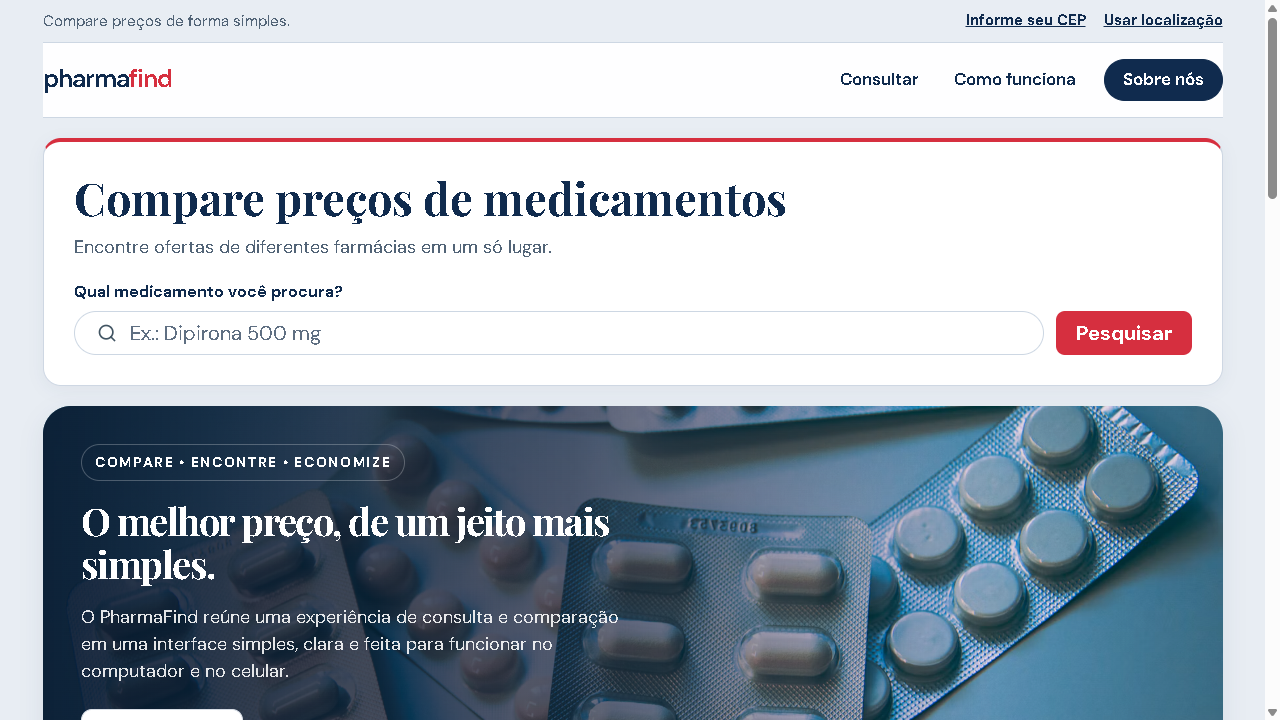 Compare preços de forma simples.
Informe seu CEP
Usar localização
pharmafind
Consultar
Como funciona
Sobre nós
Compare preços de medicamentos
Encontre ofertas de diferentes farmácias em um só lugar.
Qual medicamento você procura?
Ex.: Dipirona 500 mg
Pesquisar
COMPARE • ENCONTRE • ECONOMIZE
O melhor preço, de um jeito mais
simples.
O PharmaFind reúne uma experiência de consulta e comparação
em uma interface simples, clara e feita para funcionar no
computador e no celular.